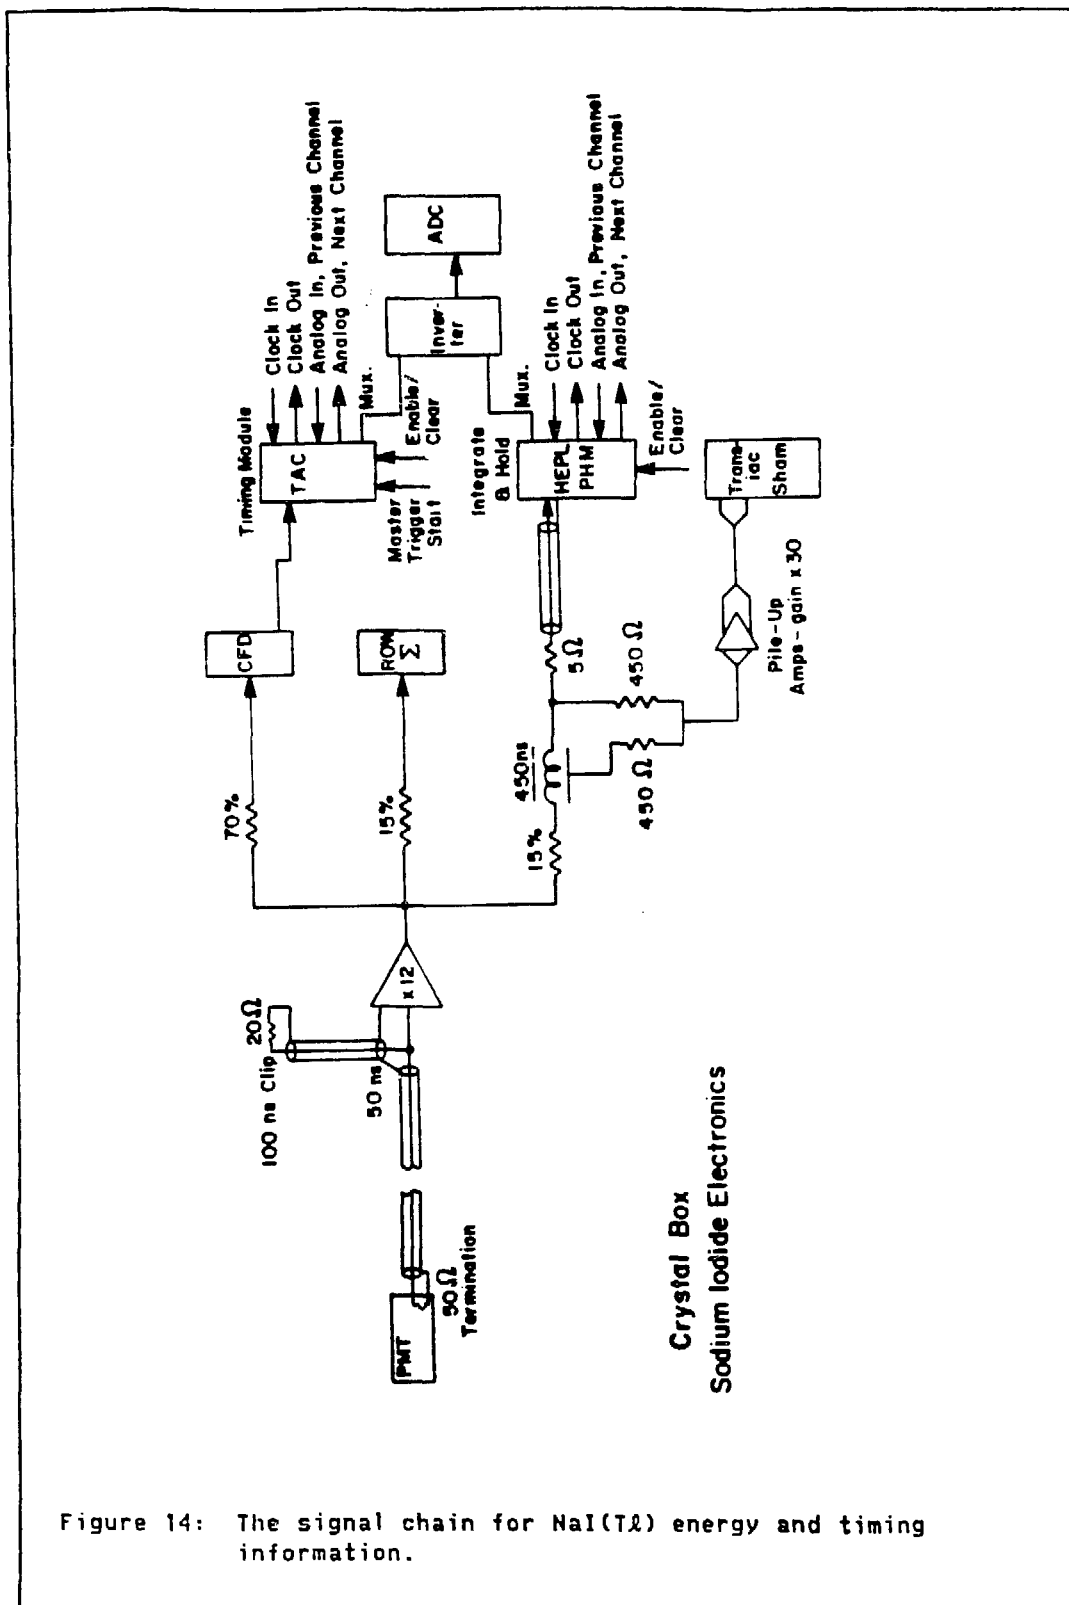 PMT
50Ω
Termination
100 ns Clip
20Ω
50 ns
x12
70%
15%
15%
CFD
ROW
Σ
450ns
450 Ω
450 Ω
5Ω
Timing Module
TAC
Clock In
Clock Out
Analog In, Previous Channel
Analog Out, Next Channel
Mux.
Enable/
Clear
Master
Trigger
Start
Inver-
ter
ADC
Integrate
& Hold
HEPL
PHM
Mux.
Clock In
Clock Out
Analog In, Previous Channel
Analog Out, Next Channel
Enable/
Clear
Trans-
iac
Sham
Pile-Up
Amps-gain x 30
Crystal Box
Sodium Iodide Electronics
Figure 14: The signal chain for NaI(Tℓ) energy and timing
information.